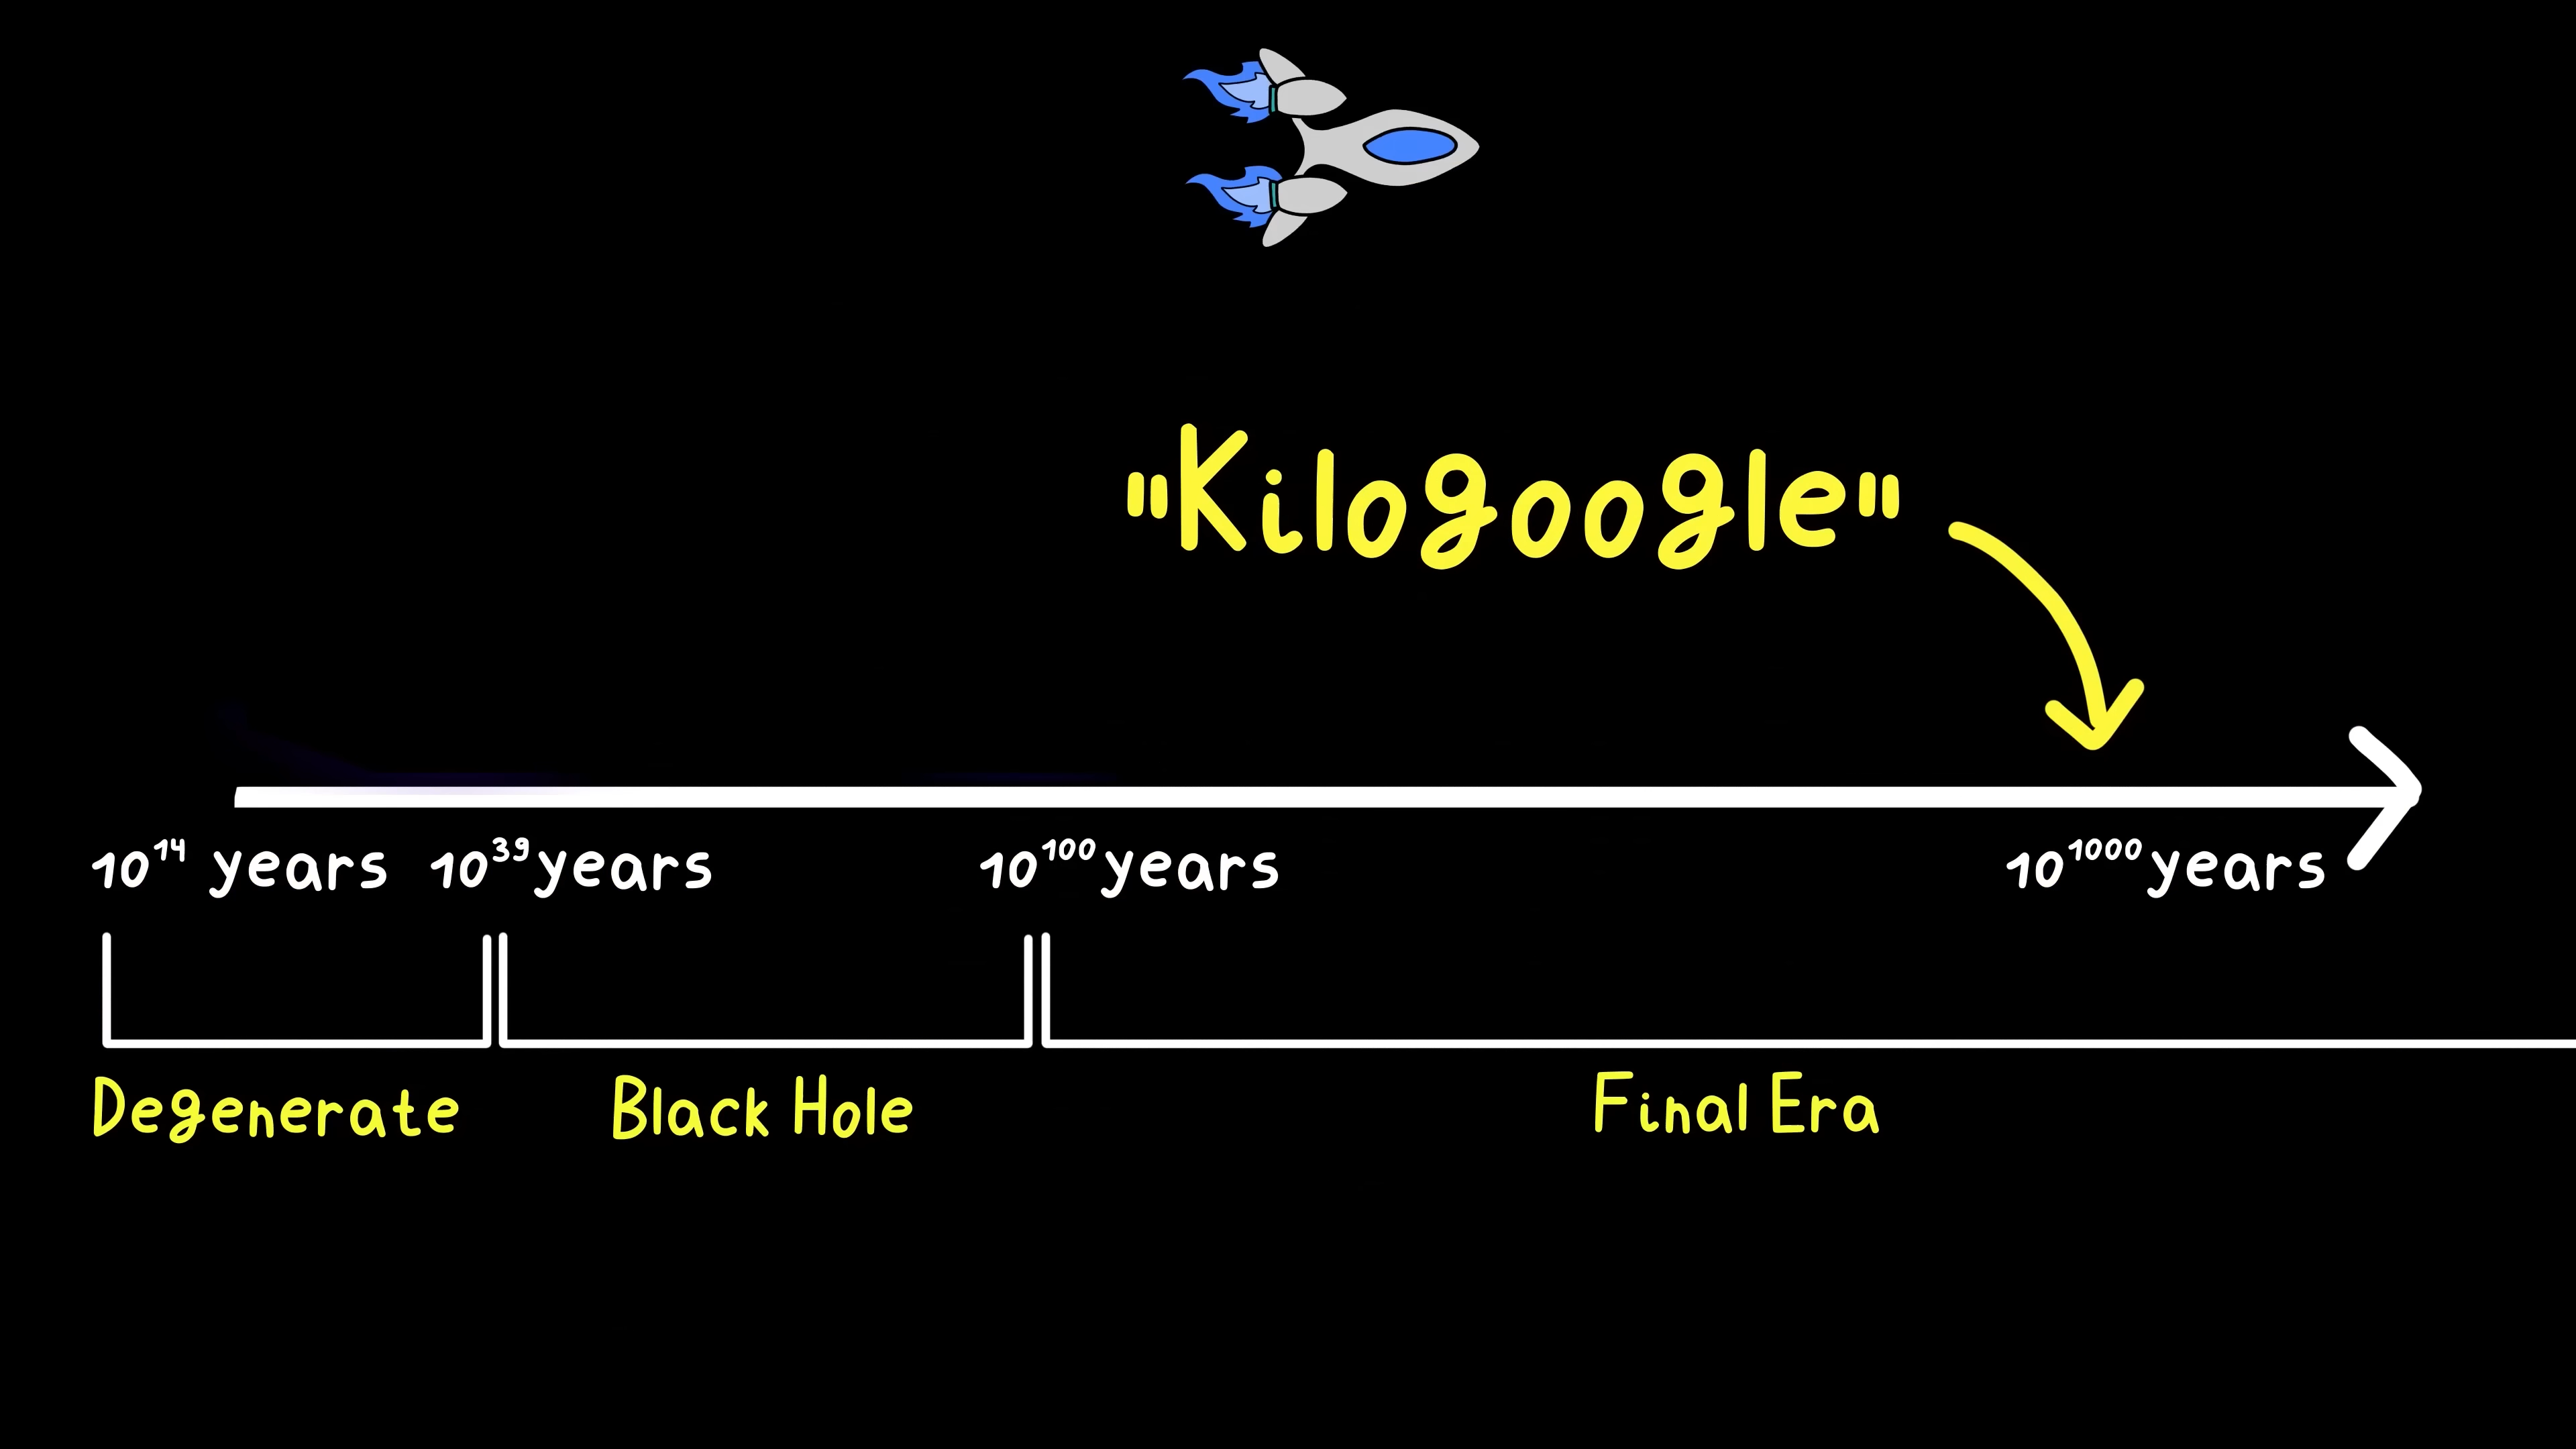 "Kilogoogle"
10¹⁴ years 10³⁹ years 10¹⁰⁰ years 10¹⁰⁰⁰ years
Degenerate Black Hole Final Era